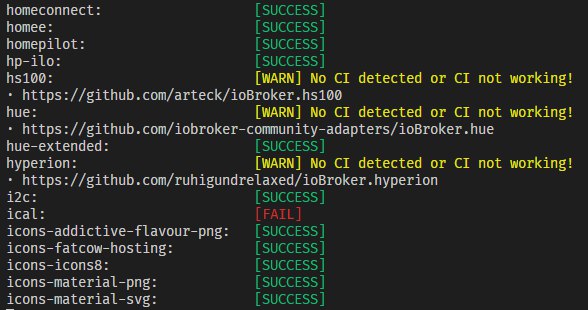 homeconnect: [SUCCESS]
homee: [SUCCESS]
homepilot: [SUCCESS]
hp-ilo: [SUCCESS]
hs100: [WARN] No CI detected or CI not working!
· https://github.com/arteck/ioBroker.hs100
hue: [WARN] No CI detected or CI not working!
· https://github.com/iobroker-community-adapters/ioBroker.hue
hue-extended: [SUCCESS]
hyperion: [WARN] No CI detected or CI not working!
· https://github.com/ruhigundrelaxed/ioBroker.hyperion
i2c: [SUCCESS]
ical: [FAIL]
icons-addictive-flavour-png: [SUCCESS]
icons-fatcow-hosting: [SUCCESS]
icons-icons8: [SUCCESS]
icons-material-png: [SUCCESS]
icons-material-svg: [SUCCESS]